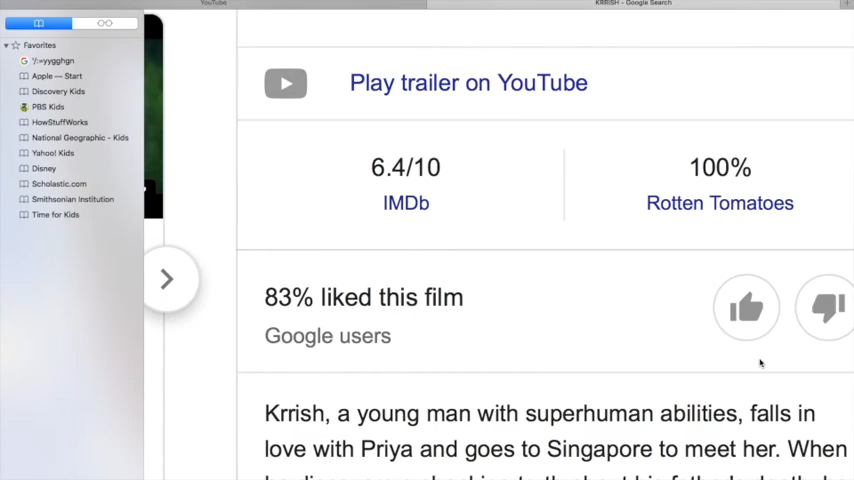 YouTube
KRRISH - Google Search
Favorites
'/:=yygghgn
Apple — Start
Discovery Kids
PBS Kids
HowStuffWorks
National Geographic - Kids
Yahoo! Kids
Disney
Scholastic.com
Smithsonian Institution
Time for Kids
Play trailer on YouTube
6.4/10
IMDb
100%
Rotten Tomatoes
83% liked this film
Google users
Krrish, a young man with superhuman abilities, falls in
love with Priya and goes to Singapore to meet her. When